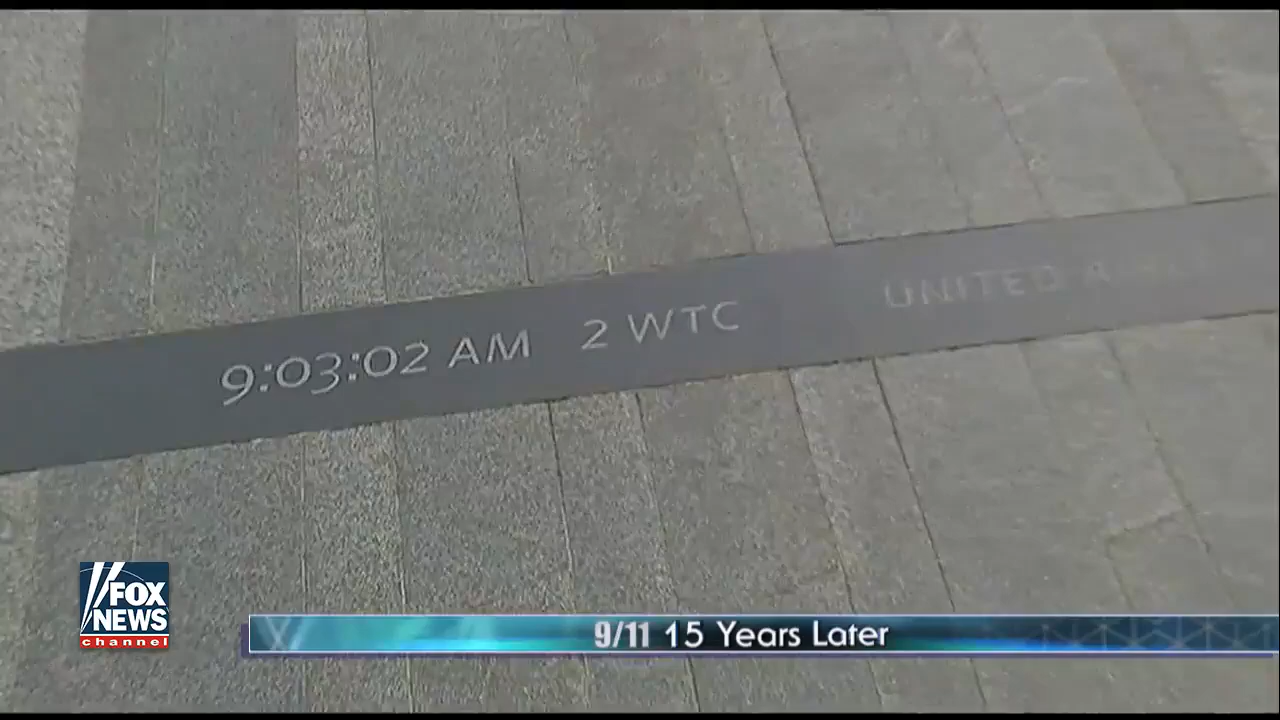 9:03:02 AM 2 WTC UNITED
FOX
NEWS
channel
9/11 15 Years Later